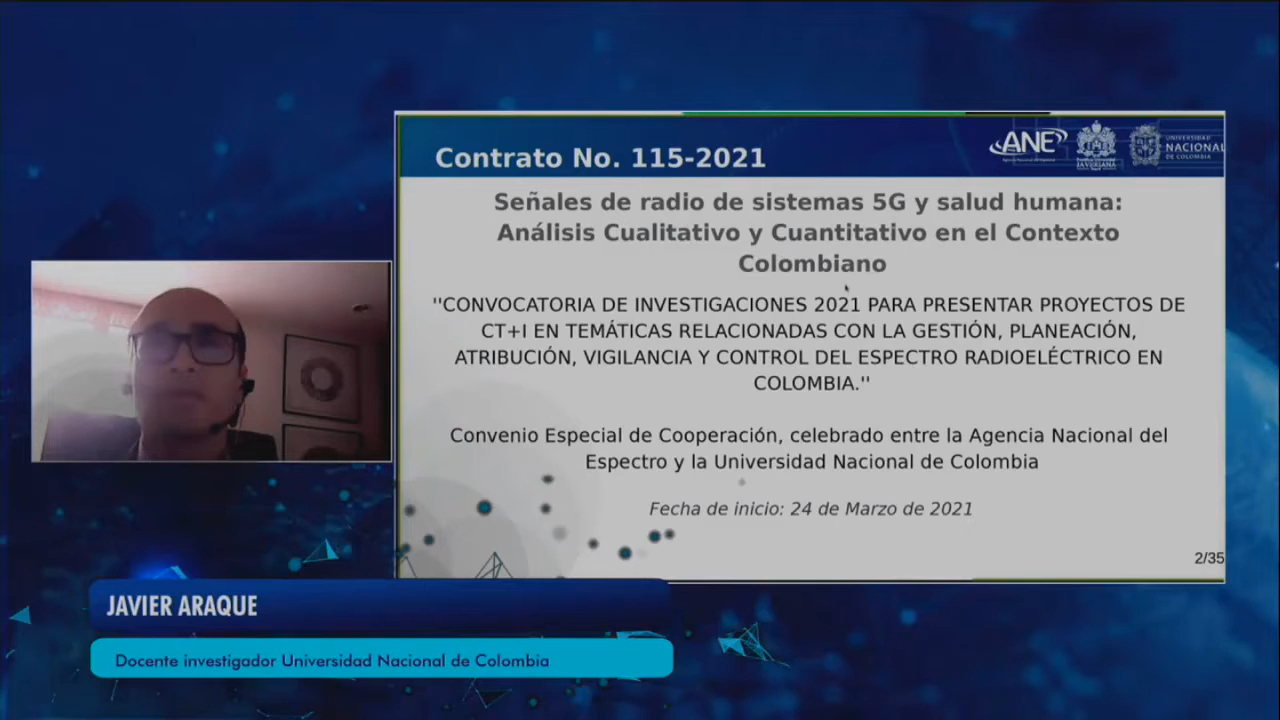 Contrato No. 115-2021
ANE
UNIVERSIDAD
NACIONAL
DE COLOMBIA
Señales de radio de sistemas 5G y salud humana:
Análisis Cualitativo y Cuantitativo en el Contexto
Colombiano
''CONVOCATORIA DE INVESTIGACIONES 2021 PARA PRESENTAR PROYECTOS DE
CT+I EN TEMÁTICAS RELACIONADAS CON LA GESTIÓN, PLANEACIÓN,
ATRIBUCIÓN, VIGILANCIA Y CONTROL DEL ESPECTRO RADIOELÉCTRICO EN
COLOMBIA.''
Convenio Especial de Cooperación, celebrado entre la Agencia Nacional del
Espectro y la Universidad Nacional de Colombia
Fecha de inicio: 24 de Marzo de 2021
2/35
JAVIER ARAQUE
Docente investigador Universidad Nacional de Colombia